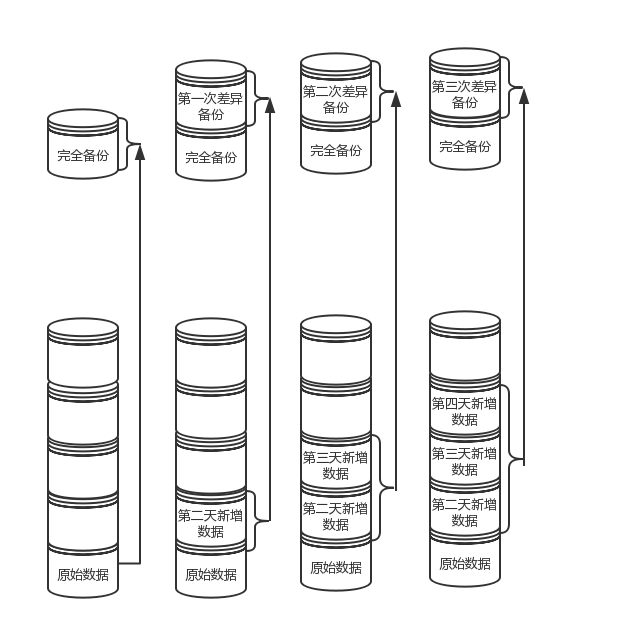 完全备份
第一次差异
备份
完全备份
第二次差异
备份
完全备份
第三次差异
备份
完全备份
原始数据
第二天新增
数据
原始数据
第三天新增
数据
第二天新增
数据
原始数据
第四天新增
数据
第三天新增
数据
第二天新增
数据
原始数据